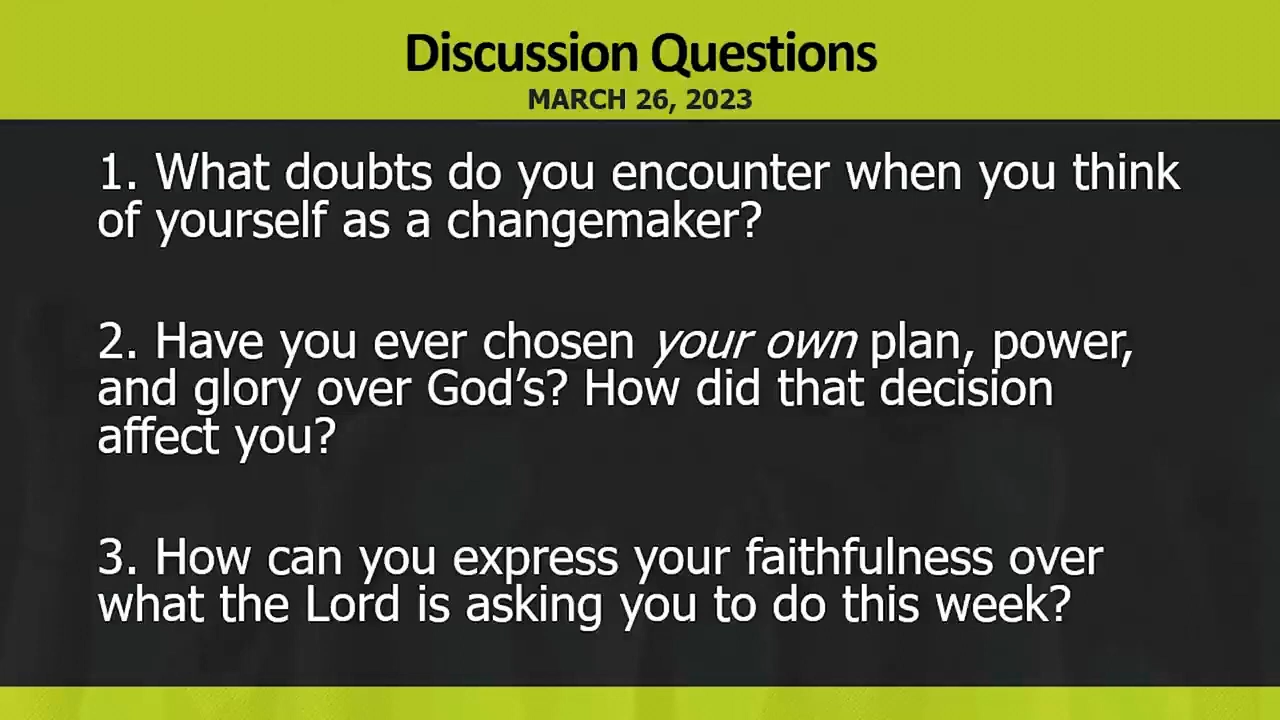 Discussion Questions
MARCH 26, 2023
1. What doubts do you encounter when you think
of yourself as a changemaker?
2. Have you ever chosen your own plan, power,
and glory over God’s? How did that decision
affect you?
3. How can you express your faithfulness over
what the Lord is asking you to do this week?